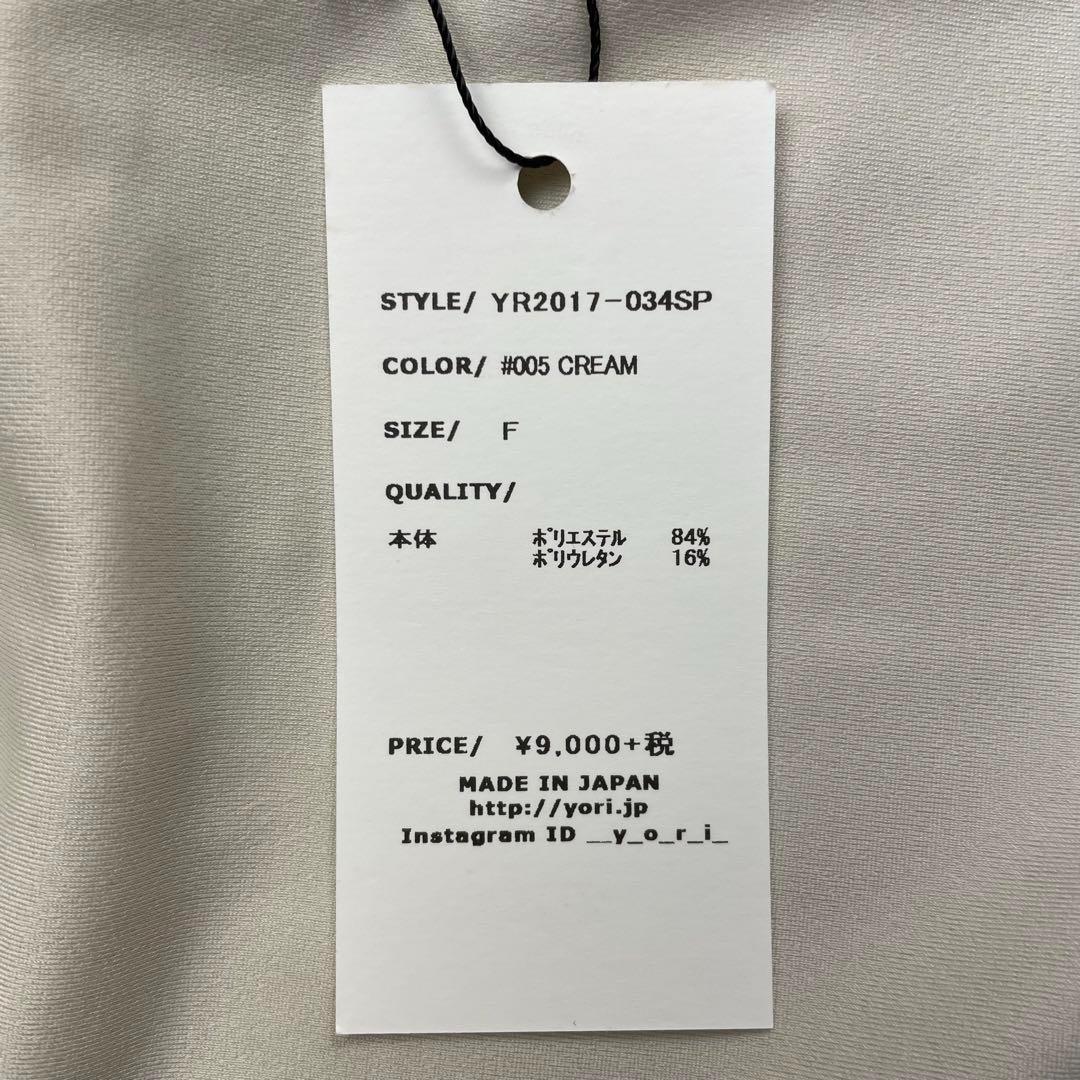 STYLE/ YR2017-034SP
COLOR/ #005 CREAM
SIZE/ F
QUALITY/
本体 ポリエステル 84%
ポリウレタン 16%
PRICE/ ¥9,000+税
MADE IN JAPAN
http://yori.jp
Instagram ID __y_o_r_i_